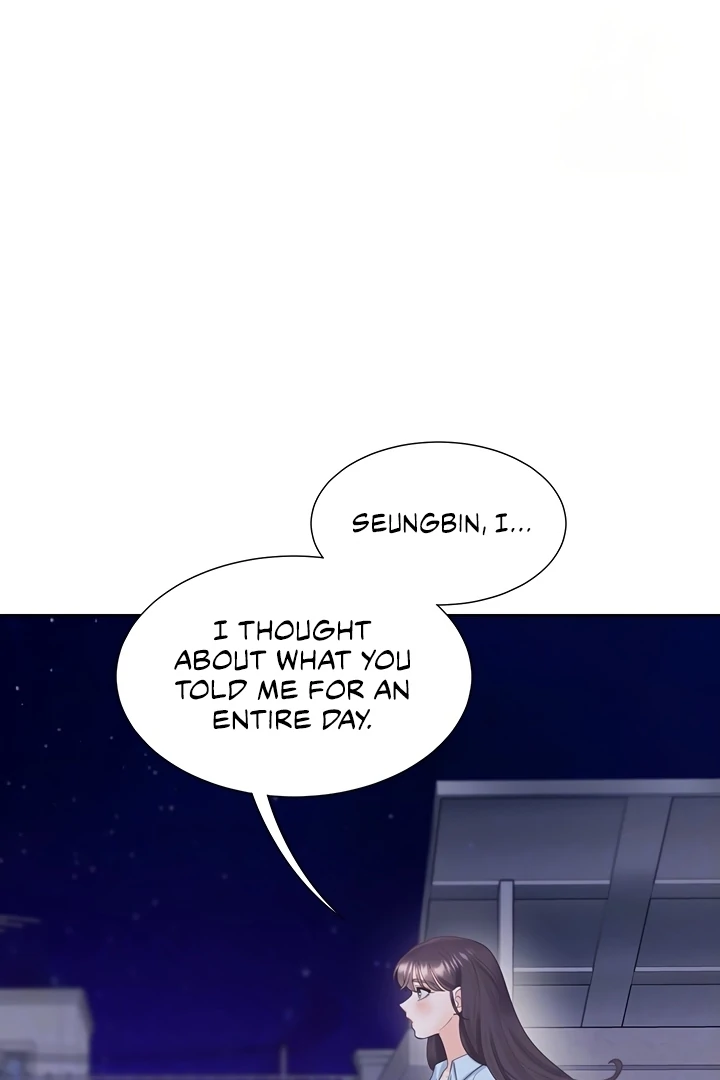 SEUNGBIN, I...
I THOUGHT
ABOUT WHAT YOU
TOLD ME FOR AN
ENTIRE DAY.